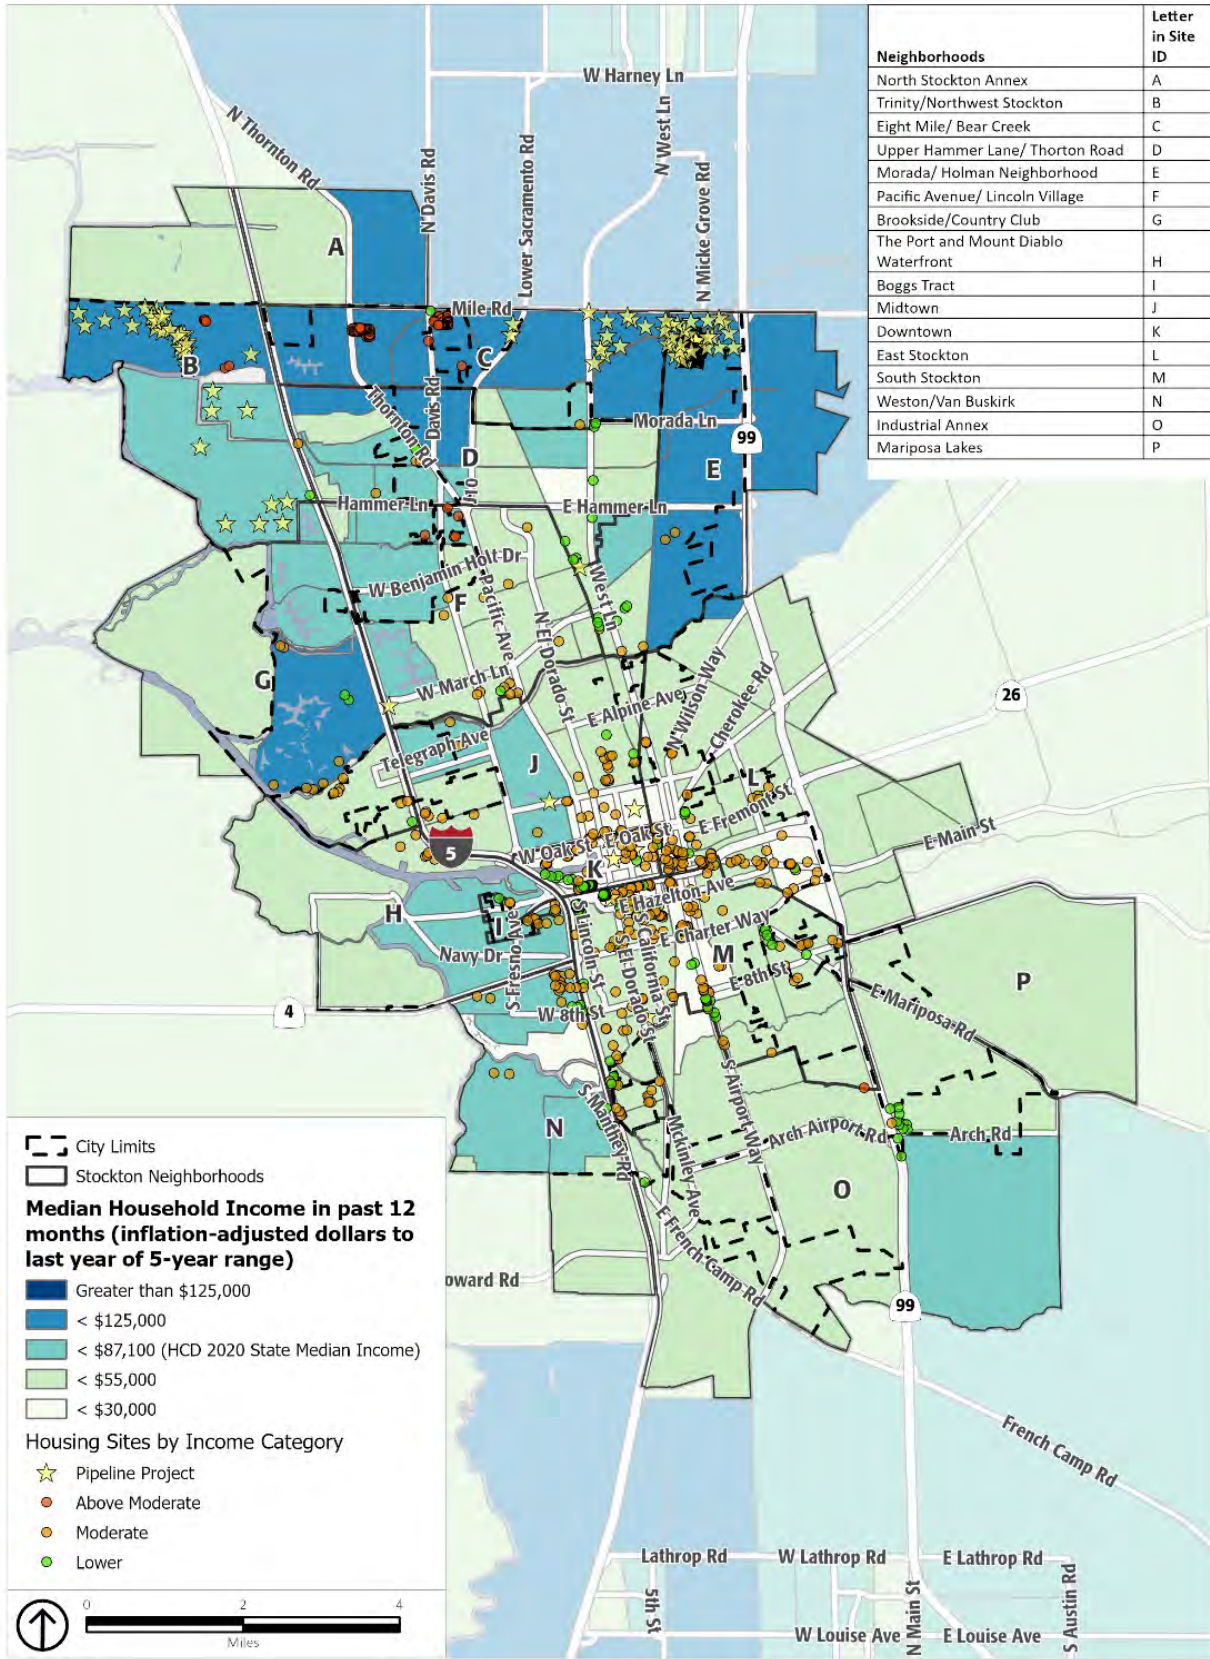 Neighborhoods
Letter
in Site
ID
North Stockton Annex A
Trinity/Northwest Stockton B
Eight Mile/ Bear Creek C
Upper Hammer Lane/ Thorton Road D
Morada/ Holman Neighborhood E
Pacific Avenue/ Lincoln Village F
Brookside/Country Club G
The Port and Mount Diablo
Waterfront H
Boggs Tract I
Midtown J
Downtown K
East Stockton L
South Stockton M
Weston/Van Buskirk N
Industrial Annex O
Mariposa Lakes P
W Harney Ln
N Thornton Rd
N Davis Rd
Lower Sacramento Rd
N West Ln
N Micke Grove Rd
A
Mile Rd
B
C
Thornton Rd
Davis Rd
Morada Ln
99
D
E
J10
Hammer Ln
E Hammer Ln
W Benjamin Holt Dr
F
Pacific Ave
N El Dorado St
West Ln
G
W March Ln
N Wilson Way
Cherokee Rd
26
E Alpine Ave
Telegraph Ave
J
L
E Fremont St
E Main St
5
W Oak St
E Oak St
K
E Hazelton Ave
H
I
S Fresno Ave
Navy Dr
S Lincoln St
S El Dorado St
S California St
E Charter Way
M
E 8th St
P
4
W 8th St
E Mariposa Rd
S Airport Way
N
S Manthey Rd
Mckinley Ave
Arch Airport Rd
Arch Rd
O
E French Camp Rd
oward Rd
99
French Camp Rd
Lathrop Rd
W Lathrop Rd
E Lathrop Rd
5th St
N Main St
S Austin Rd
W Louise Ave
E Louise Ave
City Limits
Stockton Neighborhoods
Median Household Income in past 12
months (inflation-adjusted dollars to
last year of 5-year range)
Greater than $125,000
< $125,000
< $87,100 (HCD 2020 State Median Income)
< $55,000
< $30,000
Housing Sites by Income Category
Pipeline Project
Above Moderate
Moderate
Lower
0 2 4
Miles